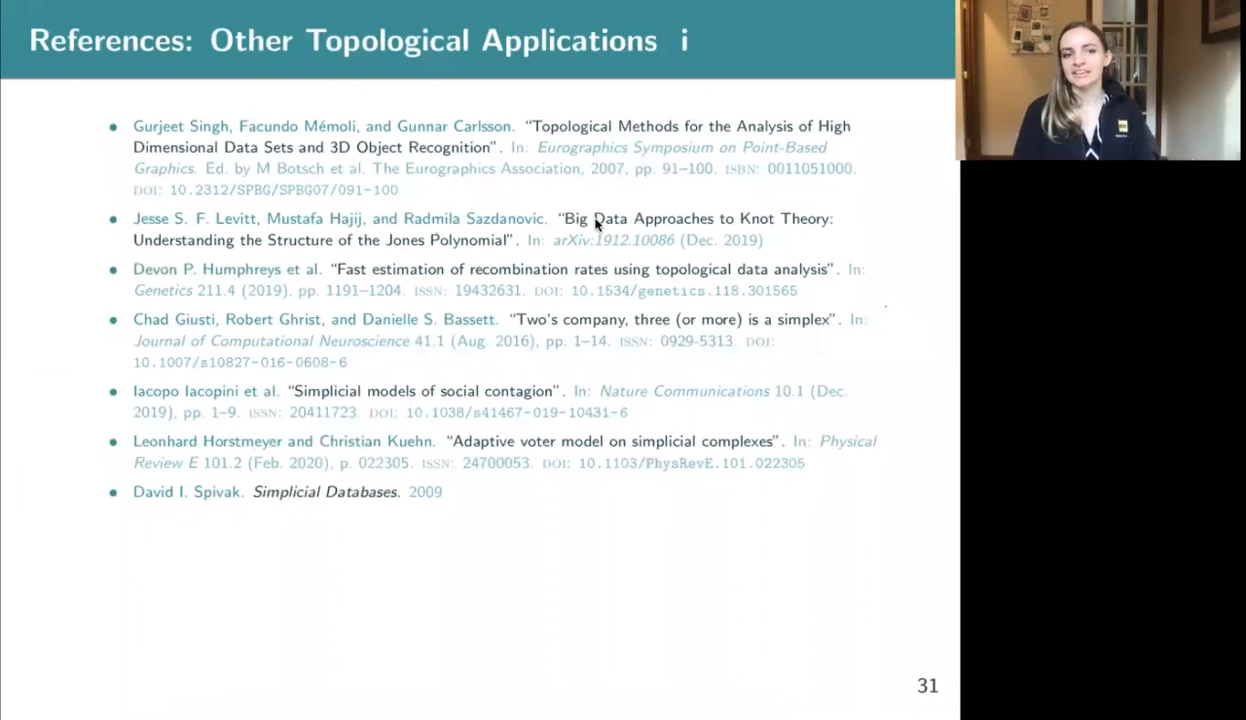 References: Other Topological Applications i
• Gurjeet Singh, Facundo Mémoli, and Gunnar Carlsson. "Topological Methods for the Analysis of High
Dimensional Data Sets and 3D Object Recognition". In: Eurographics Symposium on Point-Based
Graphics. Ed. by M Botsch et al. The Eurographics Association, 2007, pp. 91–100. ISBN: 0011051000.
DOI: 10.2312/SPBG/SPBG07/091-100
• Jesse S. F. Levitt, Mustafa Hajij, and Radmila Sazdanovic. "Big Data Approaches to Knot Theory:
Understanding the Structure of the Jones Polynomial". In: arXiv:1912.10086 (Dec. 2019)
• Devon P. Humphreys et al. "Fast estimation of recombination rates using topological data analysis". In:
Genetics 211.4 (2019), pp. 1191–1204. ISSN: 19432631. DOI: 10.1534/genetics.118.301565
• Chad Giusti, Robert Ghrist, and Danielle S. Bassett. "Two's company, three (or more) is a simplex". In:
Journal of Computational Neuroscience 41.1 (Aug. 2016), pp. 1–14. ISSN: 0929-5313. DOI:
10.1007/s10827-016-0608-6
• Iacopo Iacopini et al. "Simplicial models of social contagion". In: Nature Communications 10.1 (Dec.
2019), pp. 1–9. ISSN: 20411723. DOI: 10.1038/s41467-019-10431-6
• Leonhard Horstmeyer and Christian Kuehn. "Adaptive voter model on simplicial complexes". In: Physical
Review E 101.2 (Feb. 2020), p. 022305. ISSN: 24700053. DOI: 10.1103/PhysRevE.101.022305
• David I. Spivak. Simplicial Databases. 2009
31